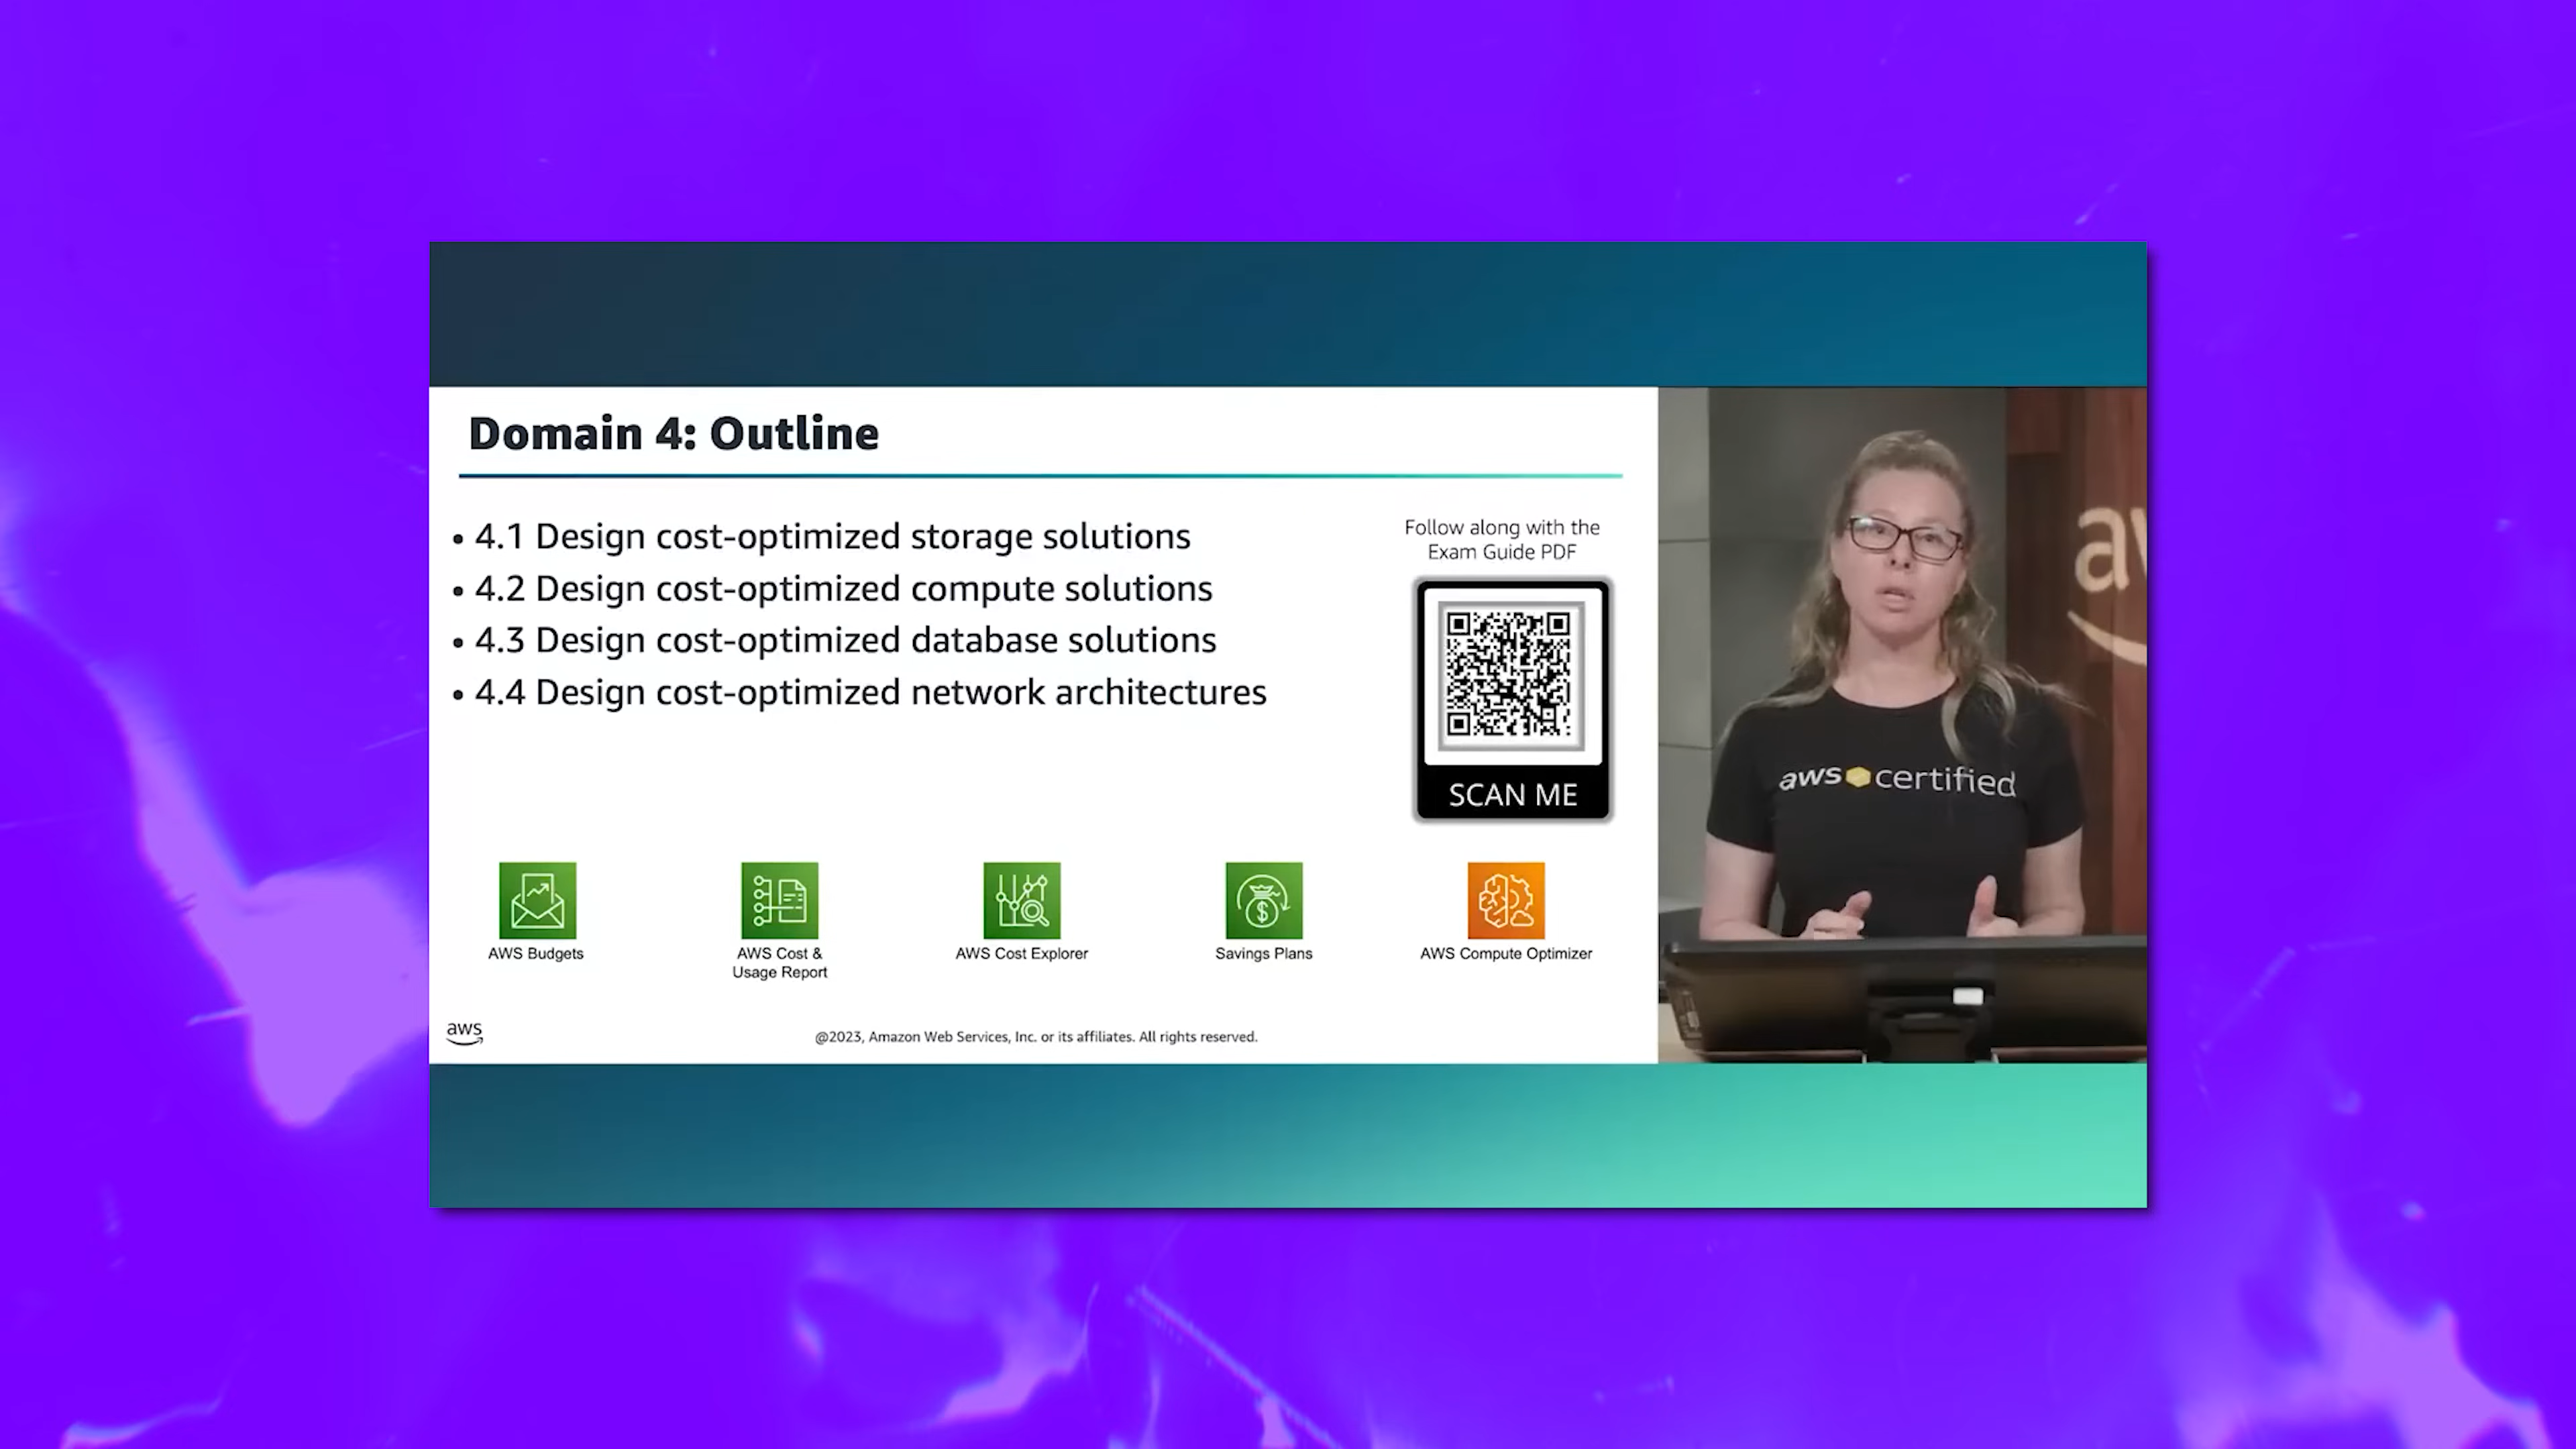 Domain 4: Outline
• 4.1 Design cost-optimized storage solutions
• 4.2 Design cost-optimized compute solutions
• 4.3 Design cost-optimized database solutions
• 4.4 Design cost-optimized network architectures
Follow along with the
Exam Guide PDF
SCAN ME
AWS Budgets
AWS Cost &
Usage Report
AWS Cost Explorer
Savings Plans
AWS Compute Optimizer
aws
@2023, Amazon Web Services, Inc. or its affiliates. All rights reserved.
aw
aws certified